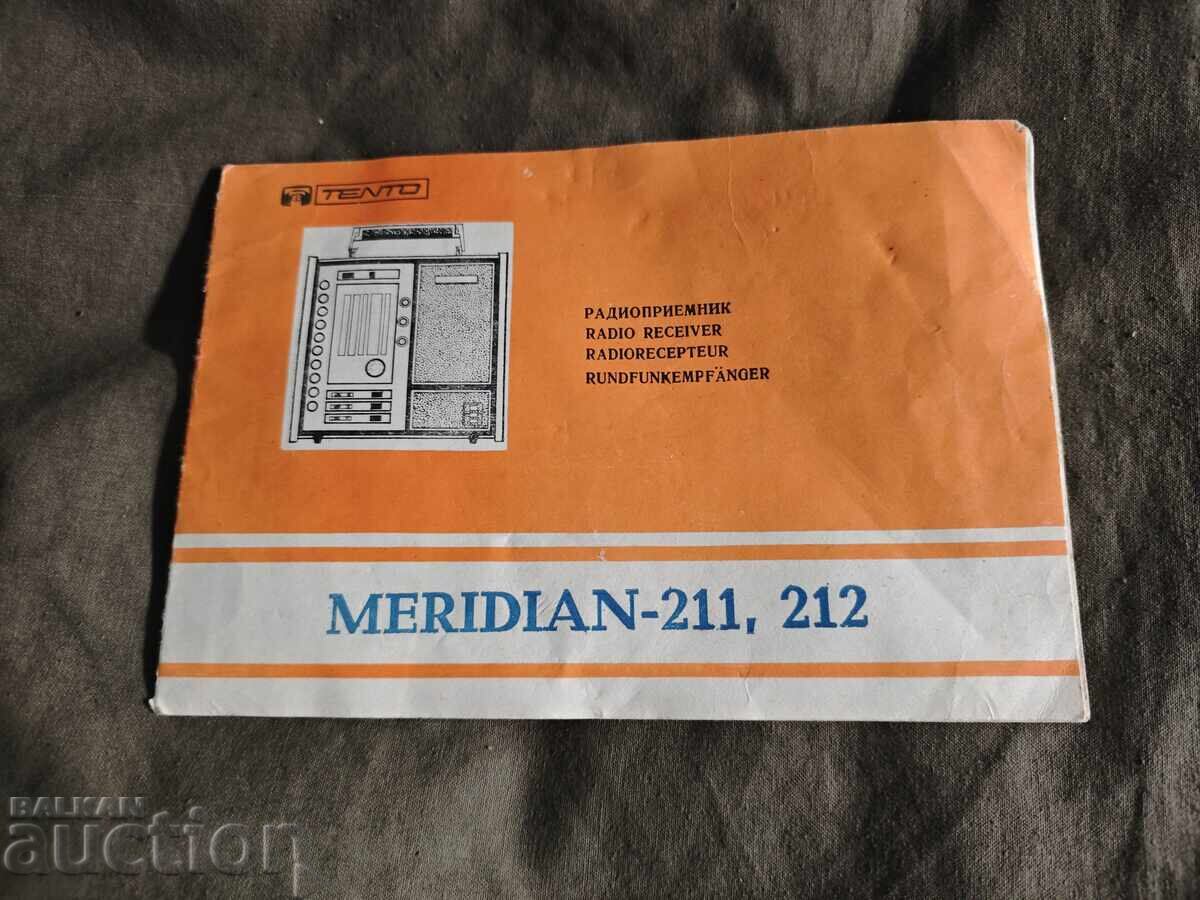 TENTO
РАДИОПРИЕМНИК
RADIO RECEIVER
RADIORECEPTEUR
RUNDFUNKEMPFÄNGER
MERIDIAN-211, 212
BALKAN
auction